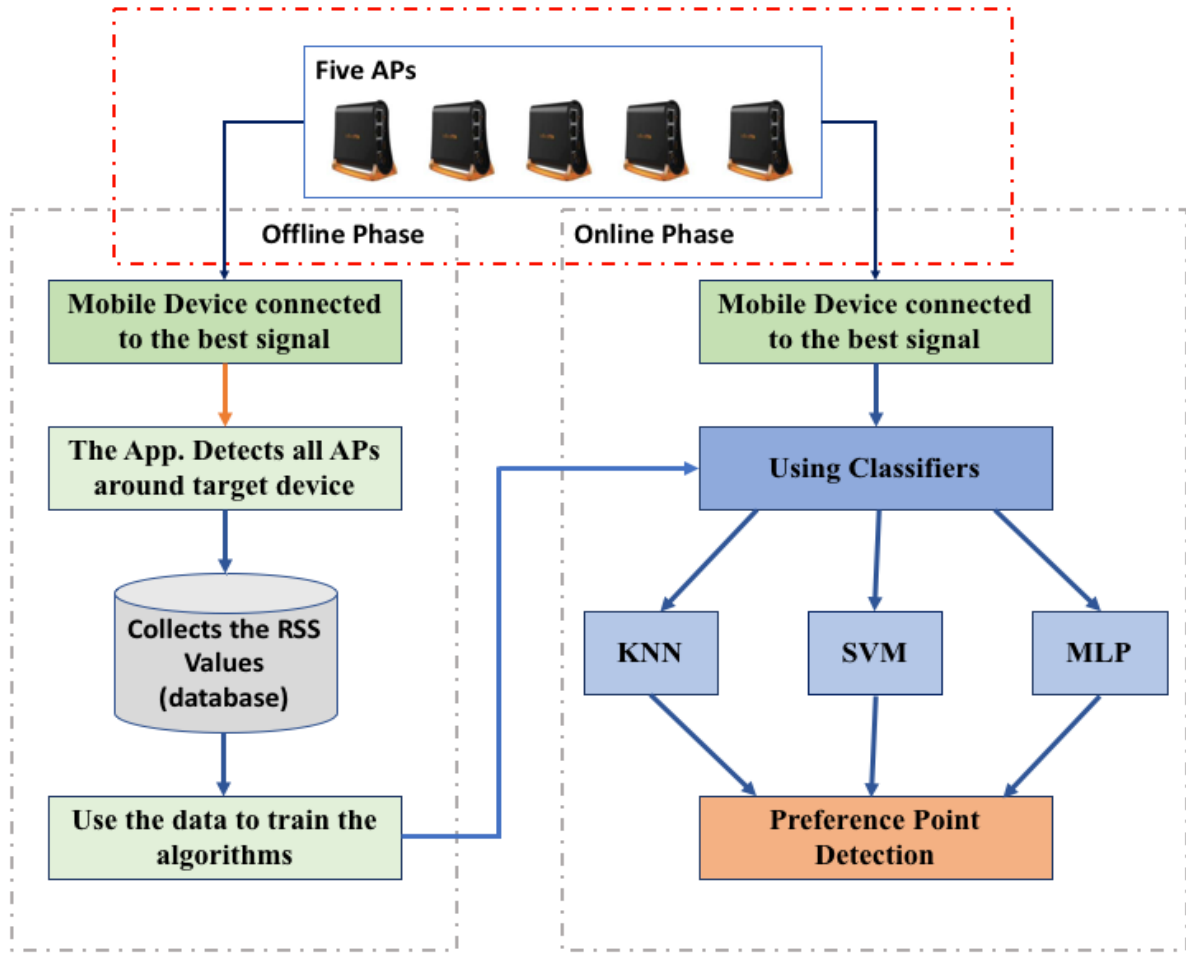 Five APs
Offline Phase
Online Phase
Mobile Device connected
to the best signal
The App. Detects all APs
around target device
Collects the RSS
Values
(database)
Use the data to train the
algorithms
Mobile Device connected
to the best signal
Using Classifiers
KNN
SVM
MLP
Preference Point
Detection